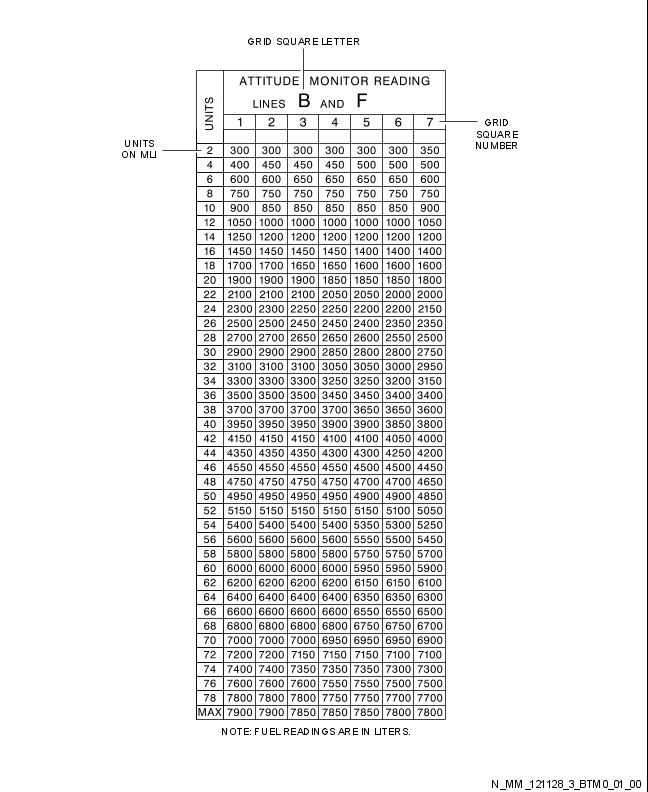 GRID SQUARE LETTER
ATTITUDE MONITOR READING
LINES B AND F
UNITS
1 2 3 4 5 6 7
GRID
SQUARE
NUMBER
UNITS
ON MLI
2 300 300 300 300 300 300 350
4 400 450 450 450 500 500 500
6 600 600 650 650 650 650 600
8 750 750 750 750 750 750 750
10 900 850 850 850 850 850 900
12 1050 1000 1000 1000 1000 1000 1050
14 1250 1200 1200 1200 1200 1200 1200
16 1450 1450 1450 1450 1400 1400 1400
18 1700 1700 1650 1650 1600 1600 1600
20 1900 1900 1900 1850 1850 1850 1800
22 2100 2100 2100 2050 2050 2000 2000
24 2300 2300 2250 2250 2200 2200 2150
26 2500 2500 2450 2450 2400 2350 2350
28 2700 2700 2650 2650 2600 2550 2500
30 2900 2900 2900 2850 2800 2800 2750
32 3100 3100 3100 3050 3050 3000 2950
34 3300 3300 3300 3250 3250 3200 3150
36 3500 3500 3500 3450 3450 3400 3400
38 3700 3700 3700 3700 3650 3650 3600
40 3950 3950 3950 3900 3900 3850 3800
42 4150 4150 4150 4100 4100 4050 4000
44 4350 4350 4350 4300 4300 4250 4200
46 4550 4550 4550 4550 4500 4500 4450
48 4750 4750 4750 4750 4700 4700 4650
50 4950 4950 4950 4950 4900 4900 4850
52 5150 5150 5150 5150 5150 5100 5050
54 5400 5400 5400 5400 5350 5300 5250
56 5600 5600 5600 5600 5550 5500 5450
58 5800 5800 5800 5800 5750 5750 5700
60 6000 6000 6000 6000 5950 5950 5900
62 6200 6200 6200 6200 6150 6150 6100
64 6400 6400 6400 6400 6350 6350 6300
66 6600 6600 6600 6600 6550 6550 6500
68 6800 6800 6800 6800 6750 6750 6700
70 7000 7000 7000 6950 6950 6950 6900
72 7200 7200 7150 7150 7150 7100 7100
74 7400 7400 7350 7350 7350 7300 7300
76 7600 7600 7600 7550 7550 7500 7500
78 7800 7800 7800 7750 7750 7700 7700
MAX 7900 7900 7850 7850 7850 7800 7800
NOTE: FUEL READINGS ARE IN LITERS.
N_MM_121128_3_BTM0_01_00